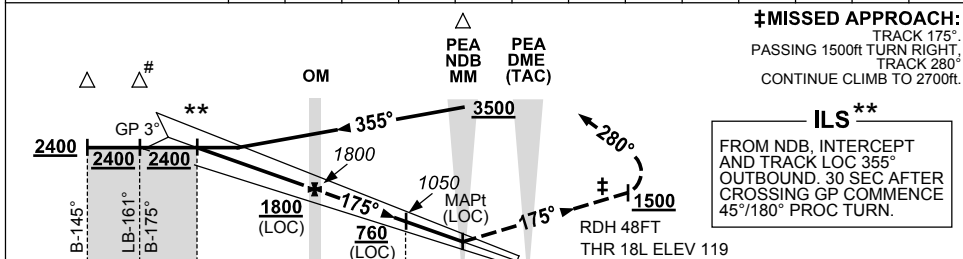 ‡MISSED APPROACH:
TRACK 175°.
PASSING 1500ft TURN RIGHT,
TRACK 280°
CONTINUE CLIMB TO 2700ft.
PEA
NDB
MM
PEA
DME
(TAC)
OM
#
**
GP 3°
355°
3500
280°
2400
2400
2400
1800
1050
MAPt
(LOC)
175°
175°
‡
1500
1800
(LOC)
760
(LOC)
RDH 48FT
THR 18L ELEV 119
B-145°
LB-161°
B-175°
ILS**
FROM NDB, INTERCEPT
AND TRACK LOC 355°
OUTBOUND. 30 SEC AFTER
CROSSING GP COMMENCE
45°/180° PROC TURN.